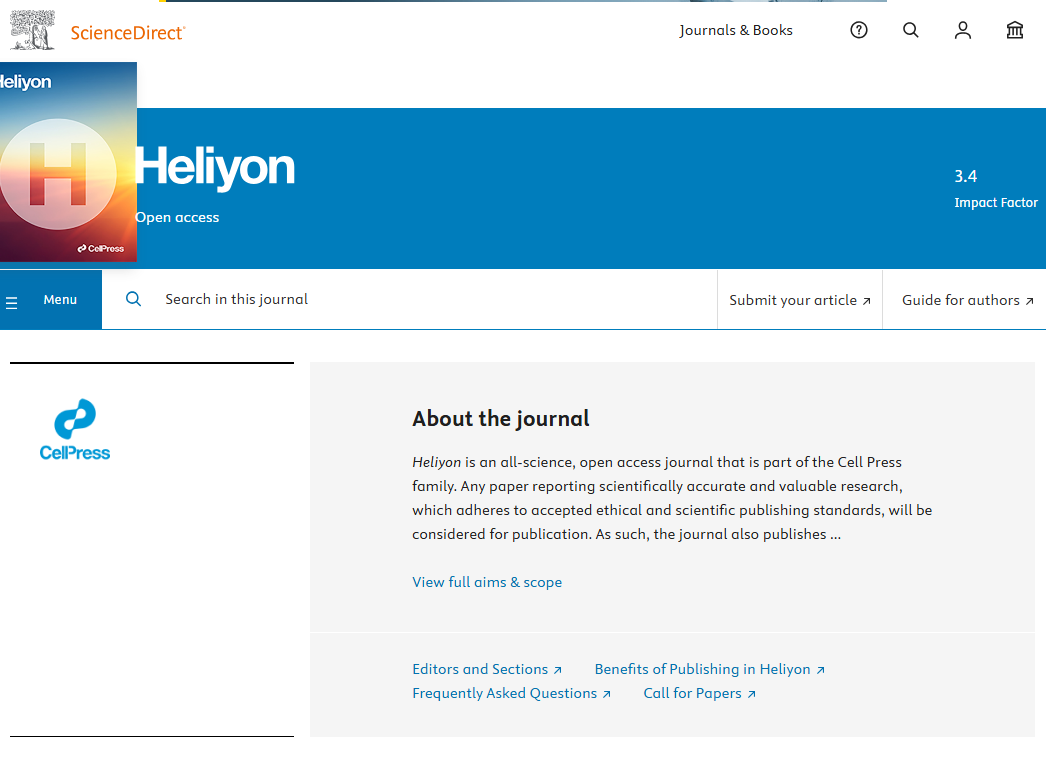 ScienceDirect
Journals & Books
Heliyon
H
CellPress
Heliyon
Open access
3.4
Impact Factor
Menu
Search in this journal
Submit your article ↗
Guide for authors ↗
CellPress
About the journal
Heliyon is an all-science, open access journal that is part of the Cell Press
family. Any paper reporting scientifically accurate and valuable research,
which adheres to accepted ethical and scientific publishing standards, will be
considered for publication. As such, the journal also publishes ...
View full aims & scope
Editors and Sections ↗ Benefits of Publishing in Heliyon ↗
Frequently Asked Questions ↗ Call for Papers ↗